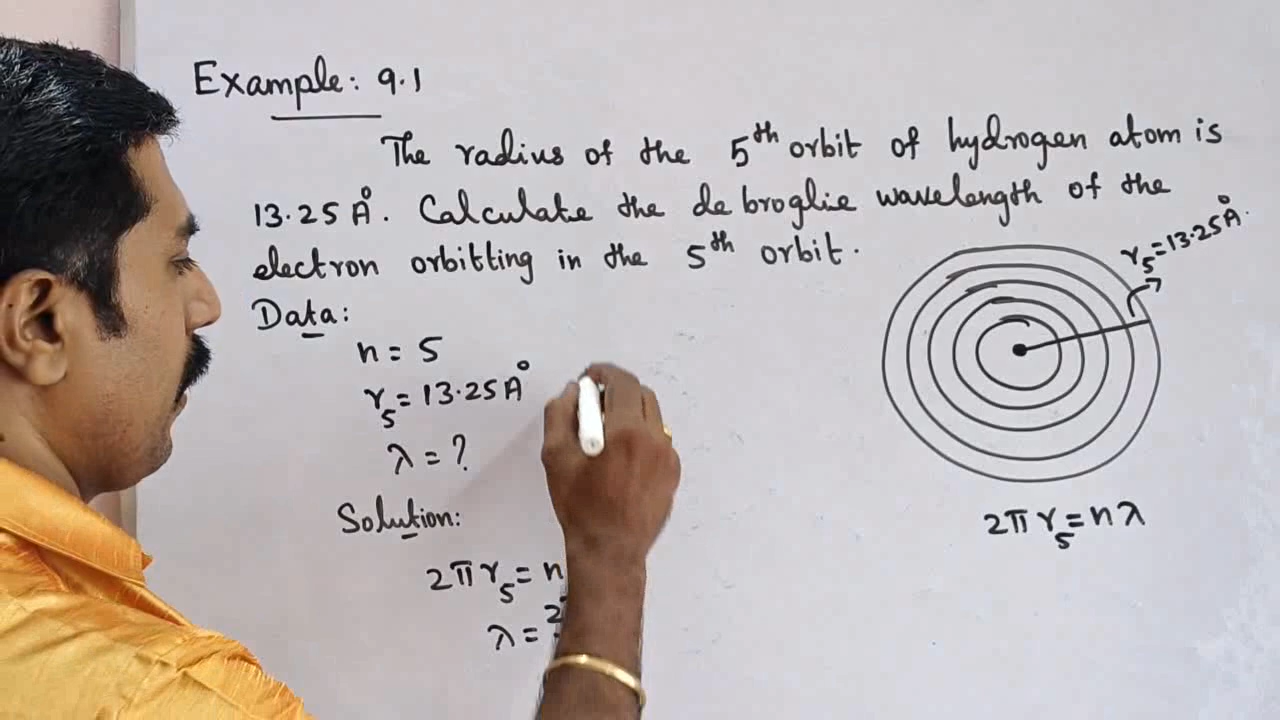 Example: 9.1
The radius of the 5th orbit of hydrogen atom is
13.25 A°. Calculate the de broglie wavelength of the
electron orbitting in the 5th orbit.
Data:
n = 5
r5 = 13.25 A°
λ = ?
Solution:
2π r5 = n
λ = 2
r5 = 13.25 A°.
2π r5 = n λ